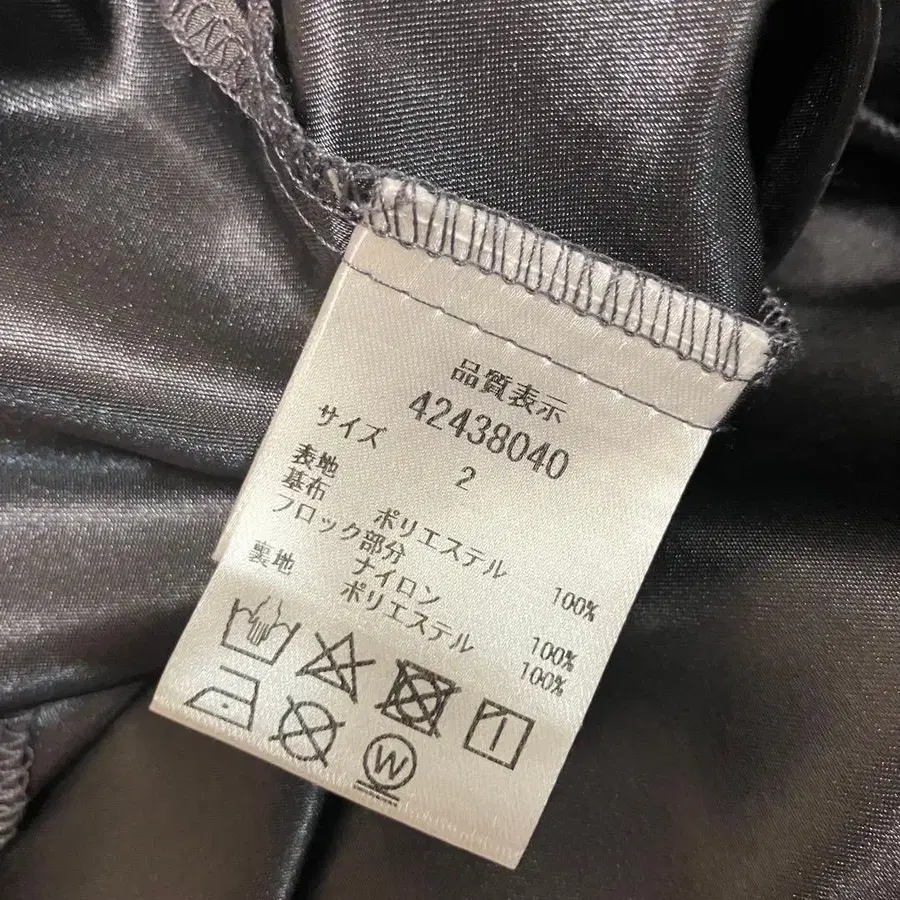 品質表示
42438040
サイズ 2
表地
基布 ポリエステル 100%
フロック部分
ナイロン 100%
裏地 ポリエステル 100%
W